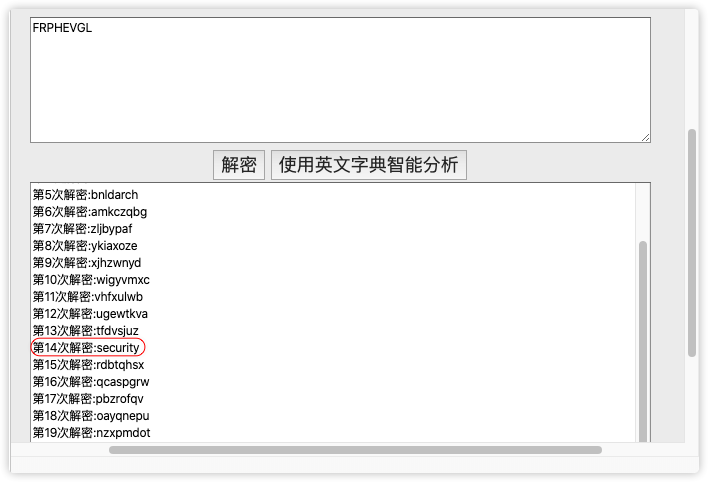 FRPHEVGL
解密 使用英文字典智能分析
第5次解密:bnldarch
第6次解密:amkczqbg
第7次解密:zljbypaf
第8次解密:ykiaxoze
第9次解密:xjhzwnyd
第10次解密:wigyvmxc
第11次解密:vhfxulwb
第12次解密:ugewtkva
第13次解密:tfdvsjuz
第14次解密:security
第15次解密:rdbtqhsx
第16次解密:qcaspgrw
第17次解密:pbzrofqv
第18次解密:oayqnepu
第19次解密:nzxpmdot